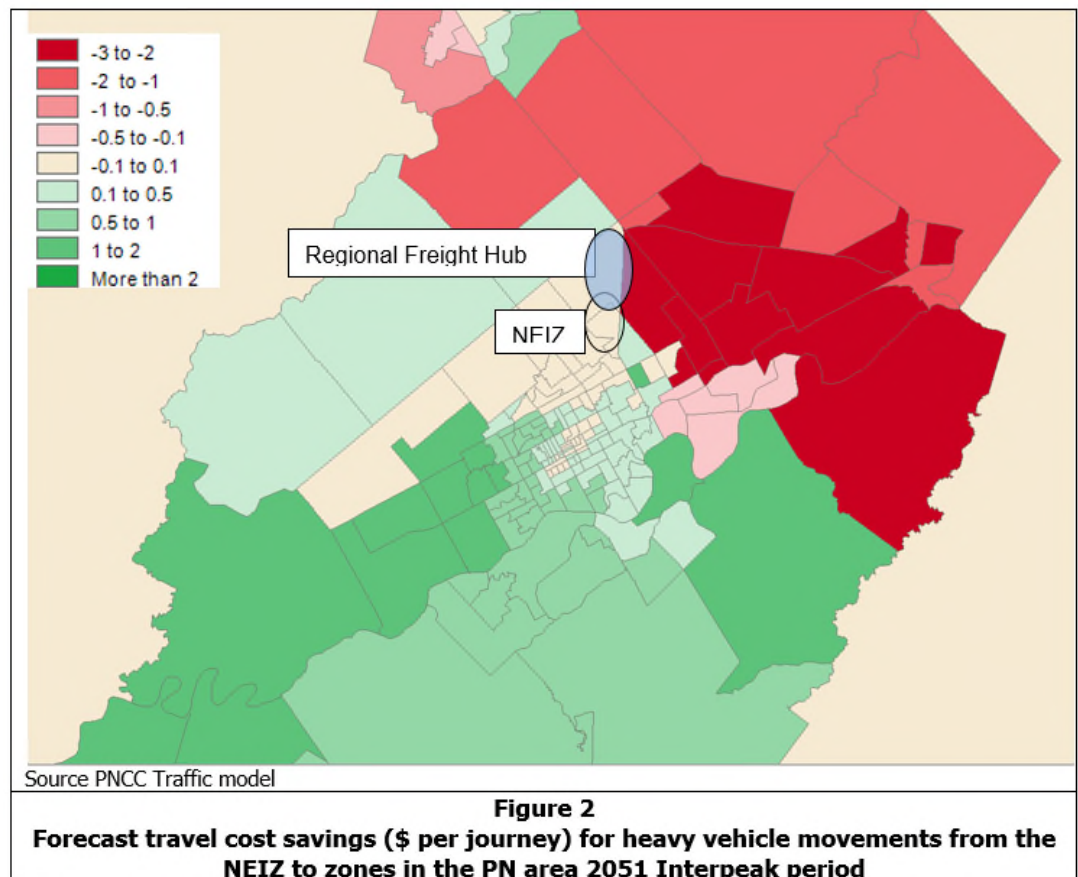 -3 to -2
-2 to -1
-1 to -0.5
-0.5 to -0.1
-0.1 to 0.1
0.1 to 0.5
0.5 to 1
1 to 2
More than 2
Regional Freight Hub
NEIZ
Source PNCC Traffic model
Figure 2
Forecast travel cost savings ($ per journey) for heavy vehicle movements from the
NEIZ to zones in the PN area 2051 Interpeak period